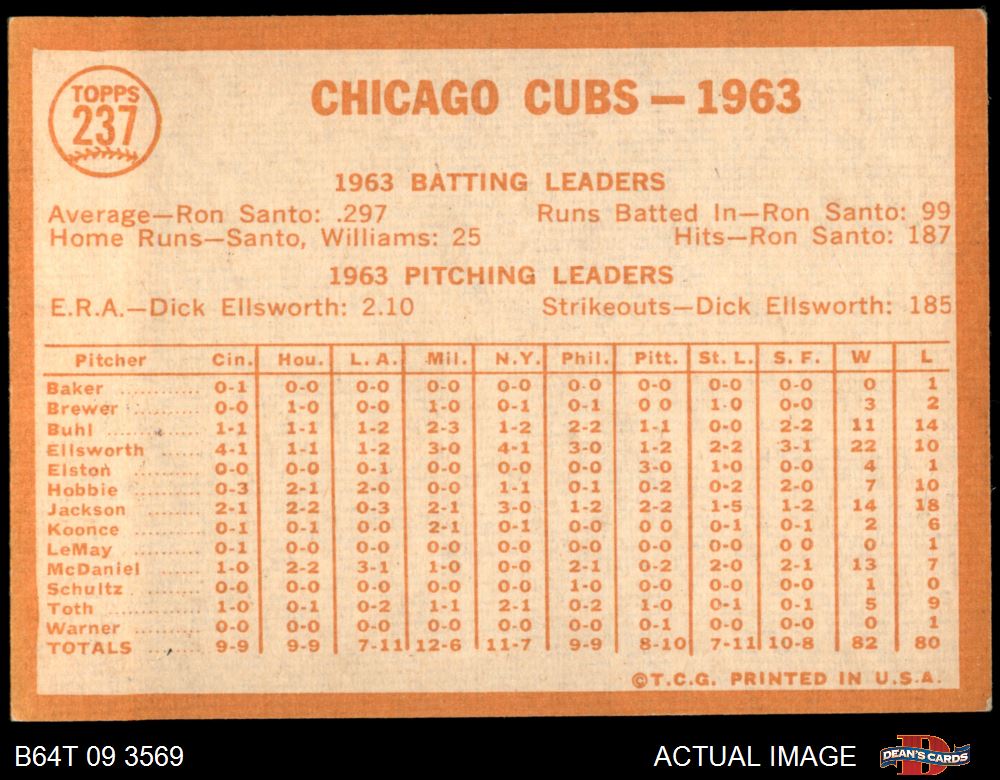 TOPPS
237
CHICAGO CUBS — 1963
1963 BATTING LEADERS
Average—Ron Santo: .297 Runs Batted In—Ron Santo: 99
Home Runs—Santo, Williams: 25 Hits—Ron Santo: 187
1963 PITCHING LEADERS
E.R.A.—Dick Ellsworth: 2.10 Strikeouts—Dick Ellsworth: 185
Pitcher Cin. Hou. L. A. Mil. N.Y. Phil. Pitt. St. L. S. F. W L
Baker .......... 0-1 0-0 0-0 0-0 0-0 0-0 0-0 0-0 0-0 0 1
Brewer .......... 0-0 1-0 0-0 1-0 0-1 0-1 0 0 1-0 0-0 3 2
Buhl .......... 1-1 1-1 1-2 2-3 1-2 2-2 1-1 0-0 2-2 11 14
Ellsworth .......... 4-1 1-1 1-2 3-0 4-1 3-0 1-2 2-2 3-1 22 10
Elston .......... 0-0 0-0 0-1 0-0 0-0 0-0 3-0 1-0 0-0 4 1
Hobbie .......... 0-3 2-1 2-0 0-0 1-1 0-1 0-2 0-2 2-0 7 10
Jackson .......... 2-1 2-2 0-3 2-1 3-0 1-2 2-2 1-5 1-2 14 18
Koonce .......... 0-1 0-1 0-0 2-1 0-1 0-0 0 0 0-1 0-1 2 6
LeMay .......... 0-1 0-0 0-0 0-0 0-0 0-0 0-0 0-0 0 0 0 1
McDaniel .......... 1-0 2-2 3-1 1-0 0-0 2-1 0-2 2-0 2-1 13 7
Schultz .......... 0-0 0-0 0-0 0-0 0-0 1-0 0-0 0-0 0-0 1 0
Toth .......... 1-0 0-1 0-2 1-1 2-1 0-2 1-0 0-1 0-1 5 9
Warner .......... 0-0 0-0 0-0 0-0 0-0 0-0 0-1 0-0 0-0 0 1
TOTALS .......... 9-9 9-9 7-11 12-6 11-7 9-9 8-10 7-11 10-8 82 80
©T.C.G. PRINTED IN U.S.A.
B64T 09 3569 ACTUAL IMAGE D DEAN'S CARDS